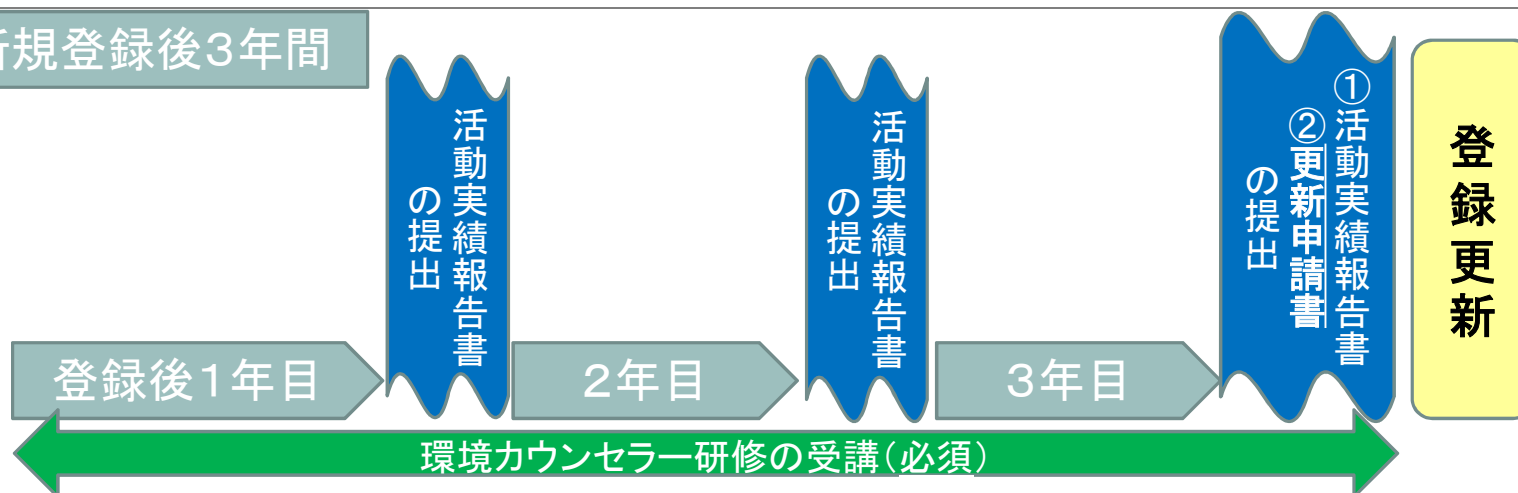 規登録後3年間
活動実績報告書
の提出
活動実績報告書
の提出
①活動実績報告書
②更新申請書
の提出
登録更新
登録後1年目
2年目
3年目
環境カウンセラー研修の受講(必須)